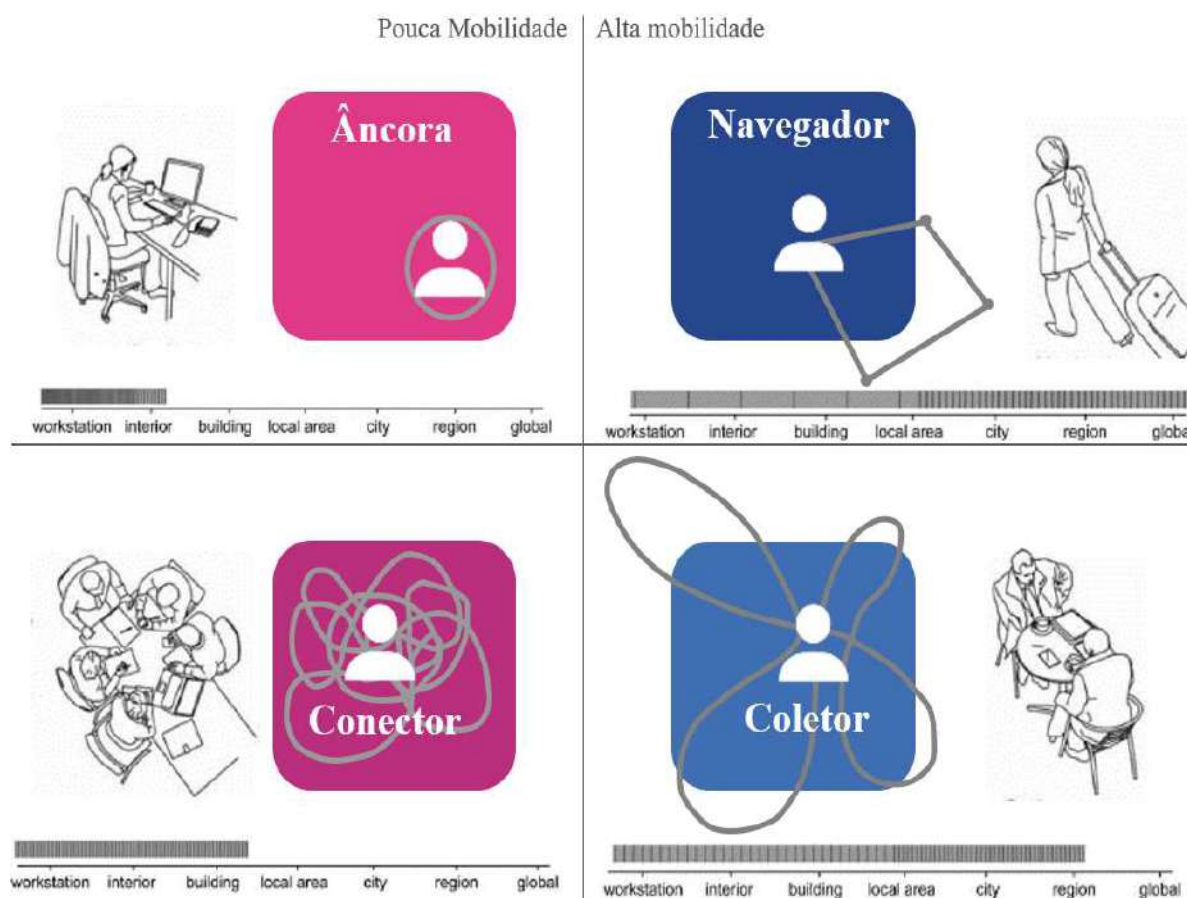 Pouca Mobilidade
Alta mobilidade
Âncora
workstation interior building local area city region global
Navegador
workstation interior building local area city region global
Conector
workstation interior building local area city region global
Coletor
workstation interior building local area city region global